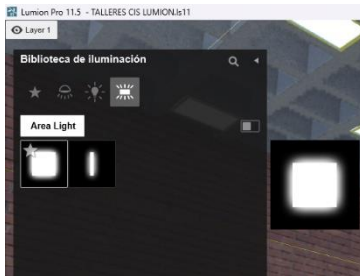 Lumion Pro 11.5 - TALLERES CIS LUMION.ls11
Layer 1
Biblioteca de iluminación
Area Light